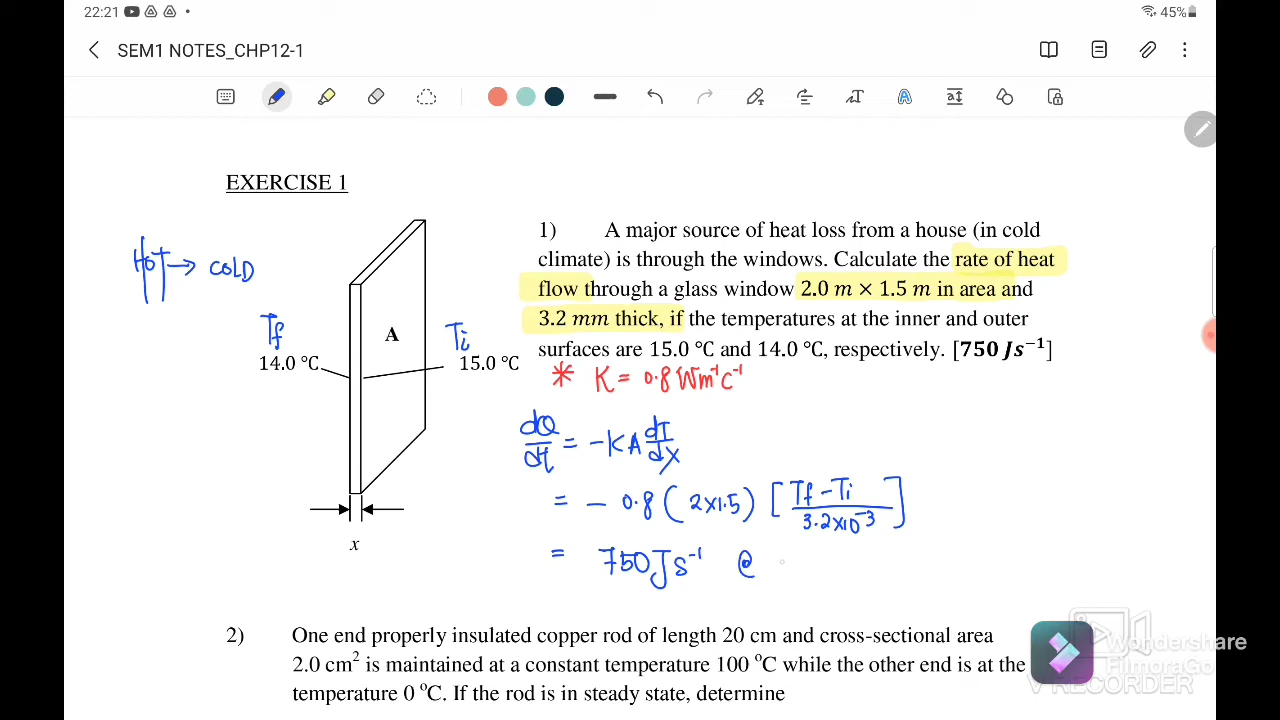 22:21
45%
SEM1 NOTES_CHP12-1
EXERCISE 1
HOT → COLD
Tf
14.0 °C
A
Ti
15.0 °C
x
1) A major source of heat loss from a house (in cold
climate) is through the windows. Calculate the rate of heat
flow through a glass window 2.0 m × 1.5 m in area and
3.2 mm thick, if the temperatures at the inner and outer
surfaces are 15.0 °C and 14.0 °C, respectively. [750 Js⁻¹]
* K = 0.8 Wm⁻¹C⁻¹
dQ/dt = -KA dT/dx
= - 0.8 ( 2x1.5) [ Tf - Ti / 3.2x10⁻³ ]
= 750 J s⁻¹ @
2) One end properly insulated copper rod of length 20 cm and cross-sectional area
2.0 cm² is maintained at a constant temperature 100 °C while the other end is at the
temperature 0 °C. If the rod is in steady state, determine
Wondershare
FilmoraGo
V RECORDER